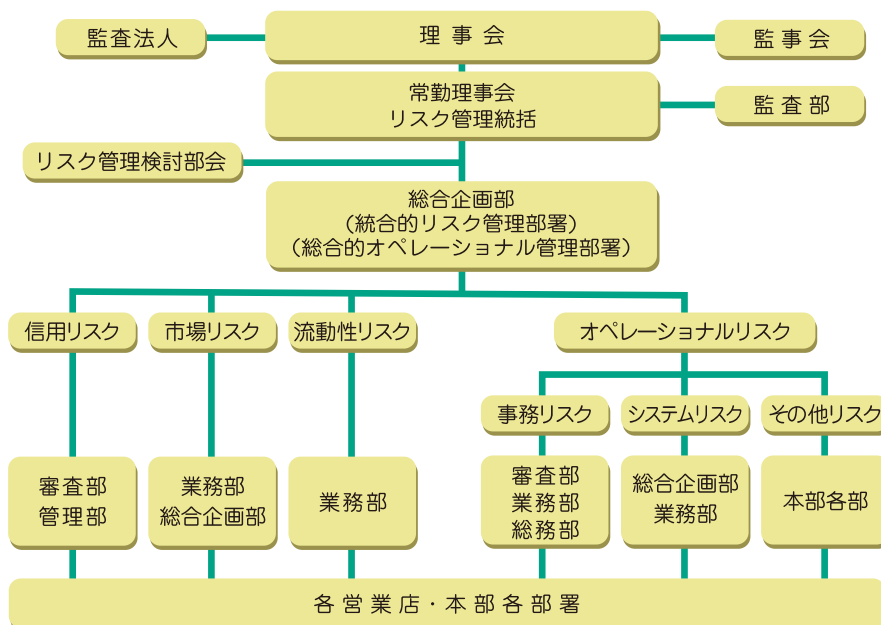 監査法人
理事会
監事会
常勤理事会
リスク管理統括
監査部
リスク管理検討部会
総合企画部
（統合的リスク管理部署）
（総合的オペレーショナル管理部署）
信用リスク
市場リスク
流動性リスク
オペレーショナルリスク
事務リスク
システムリスク
その他リスク
審査部
管理部
業務部
総合企画部
業務部
審査部
業務部
総務部
総合企画部
業務部
本部各部
各営業店・本部各部署